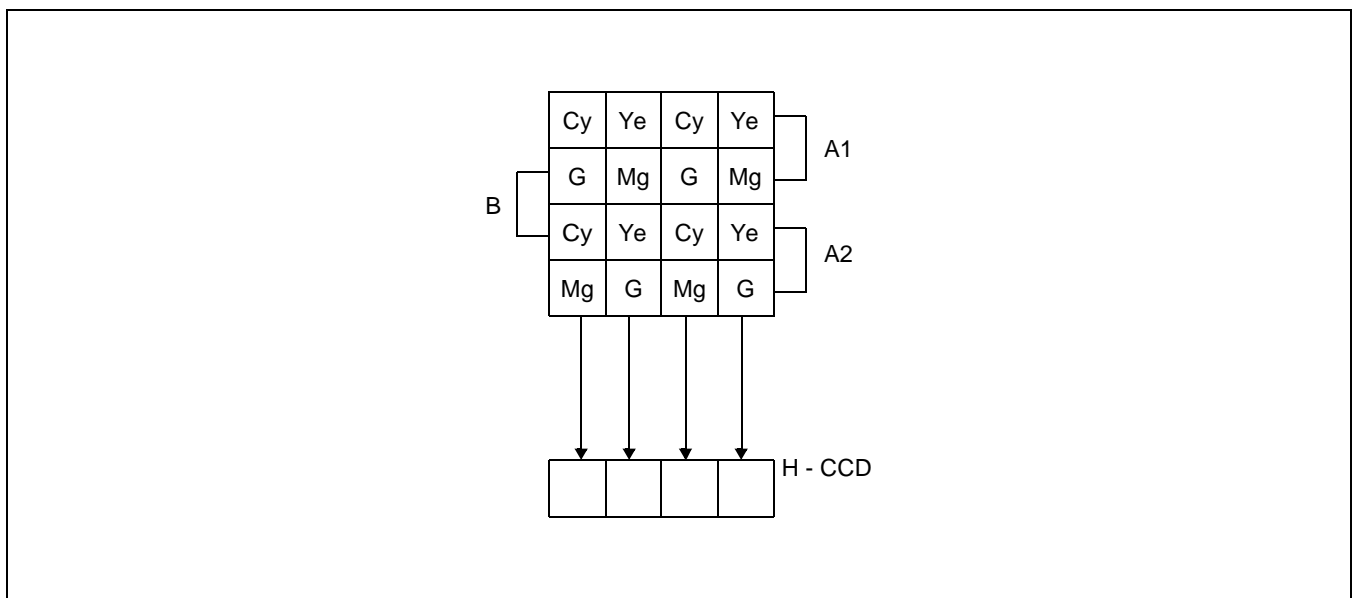 Cy Ye Cy Ye
A1
G Mg G Mg
B
Cy Ye Cy Ye
A2
Mg G Mg G
H - CCD